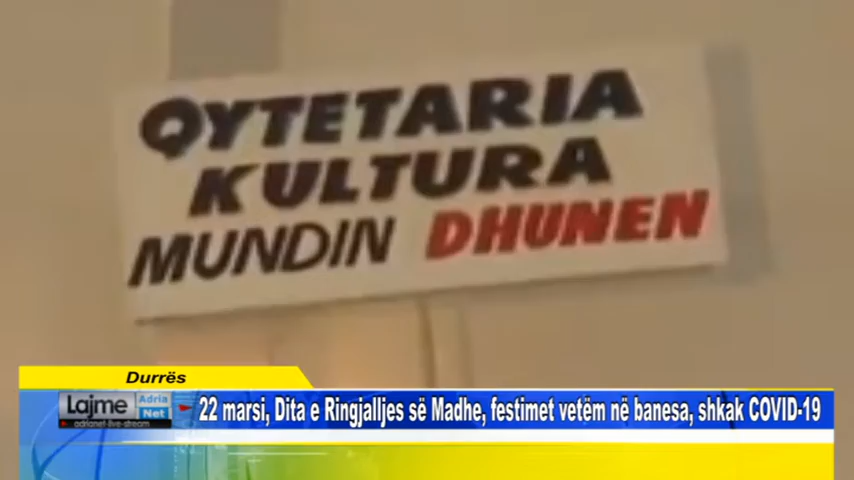 QYTETARIA
KULTURA
MUNDIN DHUNEN
Durrës
Lajme Adria Net
adrianet-live-stream
22 marsi, Dita e Ringjalljes së Madhe, festimet vetëm në banesa, shkak COVID-19